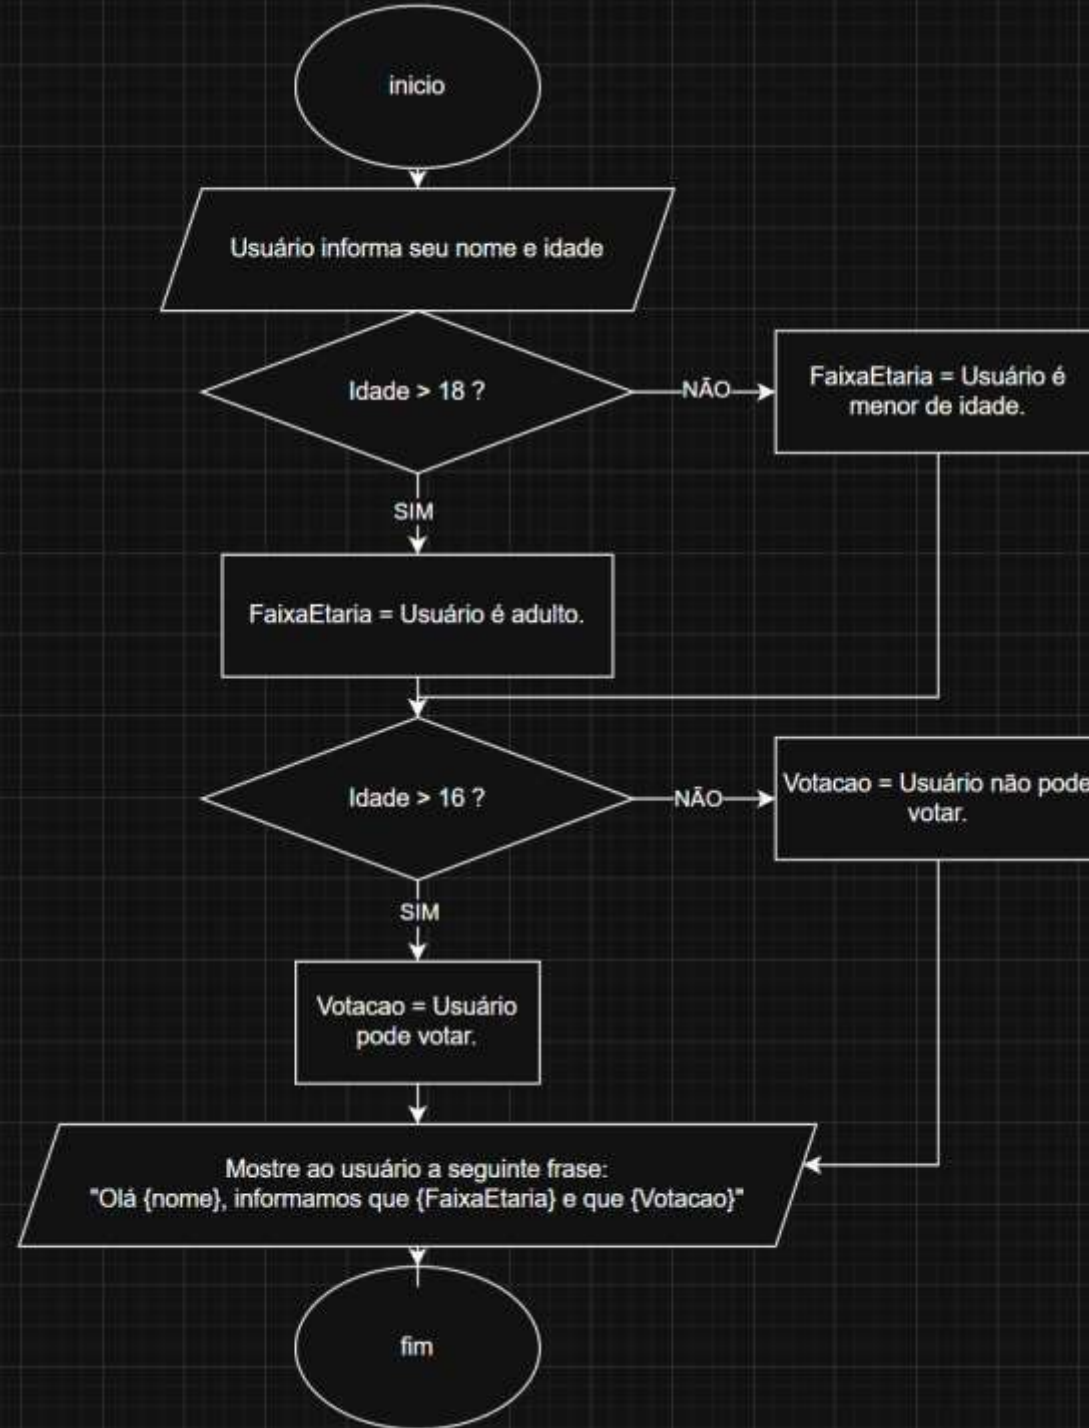 inicio
Usuário informa seu nome e idade
Idade > 18 ?
NÃO
FaixaEtaria = Usuário é
menor de idade.
SIM
FaixaEtaria = Usuário é adulto.
Idade > 16 ?
NÃO
Votacao = Usuário não pode
votar.
SIM
Votacao = Usuário
pode votar.
Mostre ao usuário a seguinte frase:
"Olá {nome}, informamos que {FaixaEtaria} e que {Votacao}"
fim